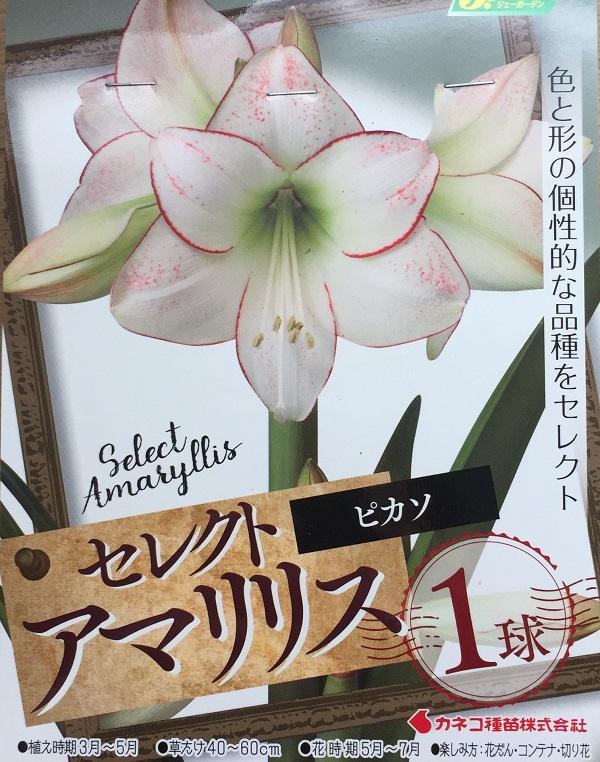 ジェーガーデン
色と形の個性的な品種をセレクト
Select
Amaryllis
ピカソ
セレクト
アマリリス
1球
カネコ種苗株式会社
●植え時期3月〜5月 ●草たけ40〜60cm ●花時期5月〜7月 ●楽しみ方：花だん・コンテナ・切り花